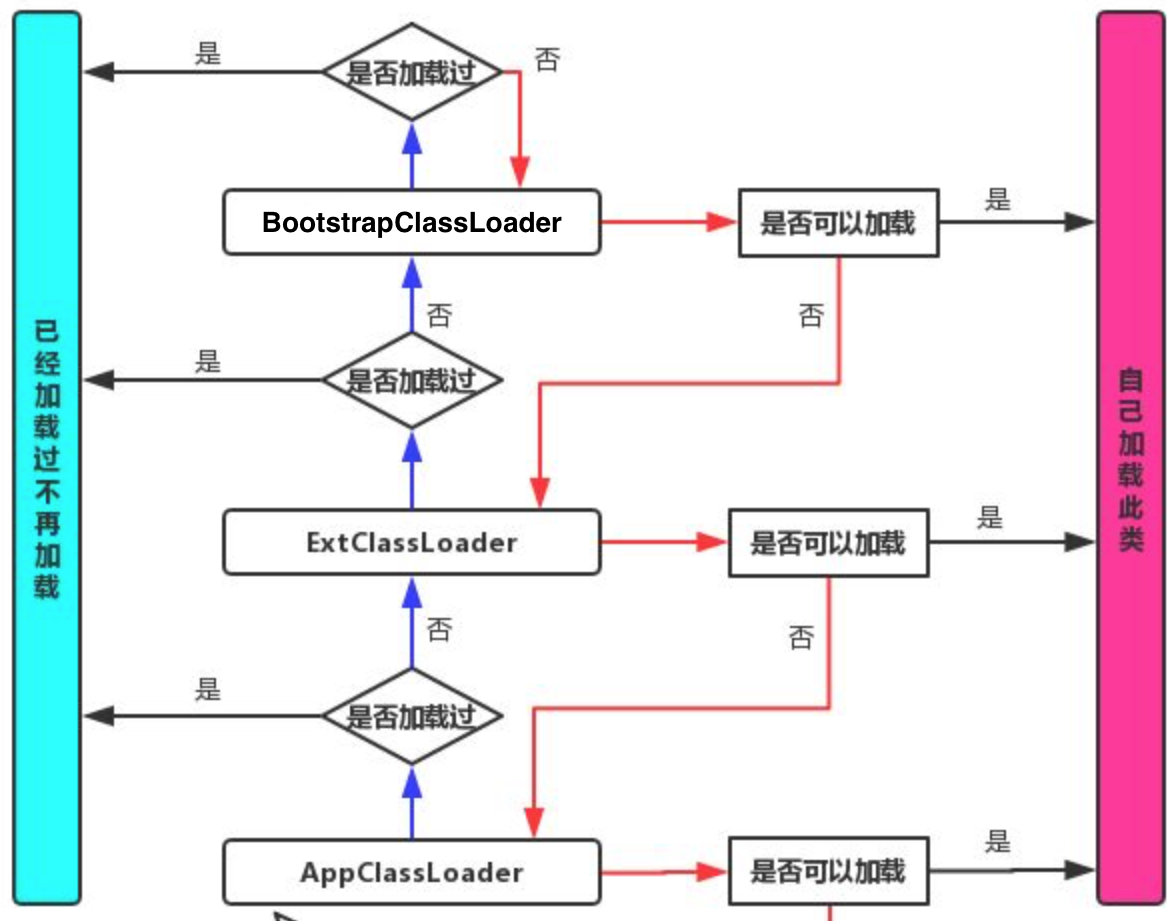 是
是否加载过
否
BootstrapClassLoader
是否可以加载
是
否
否
是
是否加载过
已经加载过不再加载
自己加载此类
ExtClassLoader
是否可以加载
是
否
否
是
是否加载过
AppClassLoader
是否可以加载
是